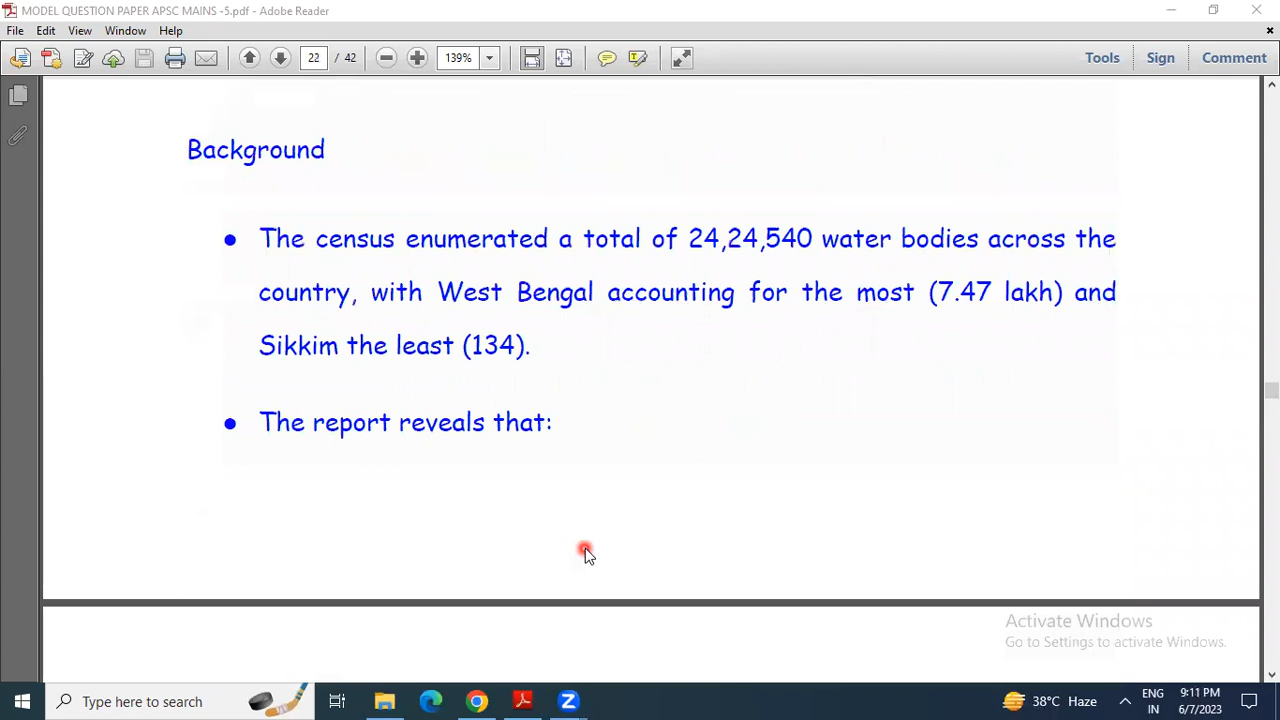 MODEL QUESTION PAPER APSC MAINS -5.pdf - Adobe Reader
File Edit View Window Help
22 / 42 139% Tools Sign Comment
Background
● The census enumerated a total of 24,24,540 water bodies across the
country, with West Bengal accounting for the most (7.47 lakh) and
Sikkim the least (134).
● The report reveals that:
Activate Windows
Go to Settings to activate Windows.
Type here to search 38°C Haze ENG 9:11 PM
IN 6/7/2023